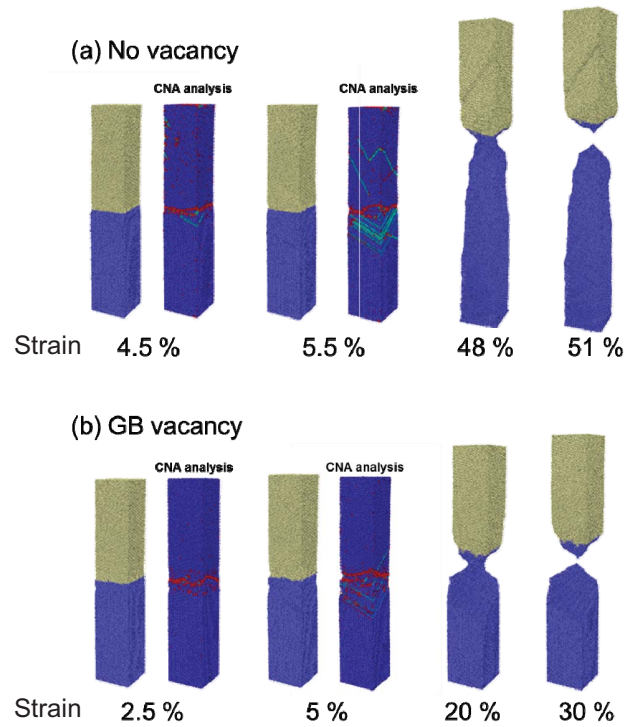 (a) No vacancy
CNA analysis CNA analysis
Strain 4.5 % 5.5 % 48 % 51 %
(b) GB vacancy
CNA analysis CNA analysis
Strain 2.5 % 5 % 20 % 30 %